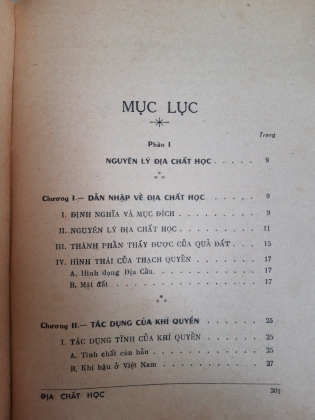 MỤC LỤC
Trang
Phần I
NGUYÊN LÝ ĐỊA CHẤT HỌC . . . . . 9
Chương I.— DẪN NHẬP VỀ ĐỊA CHẤT HỌC . . . . . 9
I. ĐỊNH NGHĨA VÀ MỤC ĐÍCH . . . . . . . . 9
II. NGUYÊN LÝ ĐỊA CHẤT HỌC . . . . . . . . 11
III. THÀNH PHẦN THẤY ĐƯỢC CỦA QUẢ ĐẤT . . . . 15
IV. HÌNH THÁI CỦA THẠCH QUYỂN . . . . . . . 17
A. Hình dạng Địa Cầu . . . . . . . . . . 17
B. Mặt đất . . . . . . . . . . . . . 17
Chương II.— TÁC DỤNG CỦA KHÍ QUYỂN . . . . . 25
I. TÁC DỤNG TĨNH CỦA KHÍ QUYỂN . . . . . . 25
A. Tính chất căn bản . . . . . . . . . . 25
B. Khí hậu ở Việt Nam . . . . . . . . . 27
ĐỊA CHẤT HỌC 301